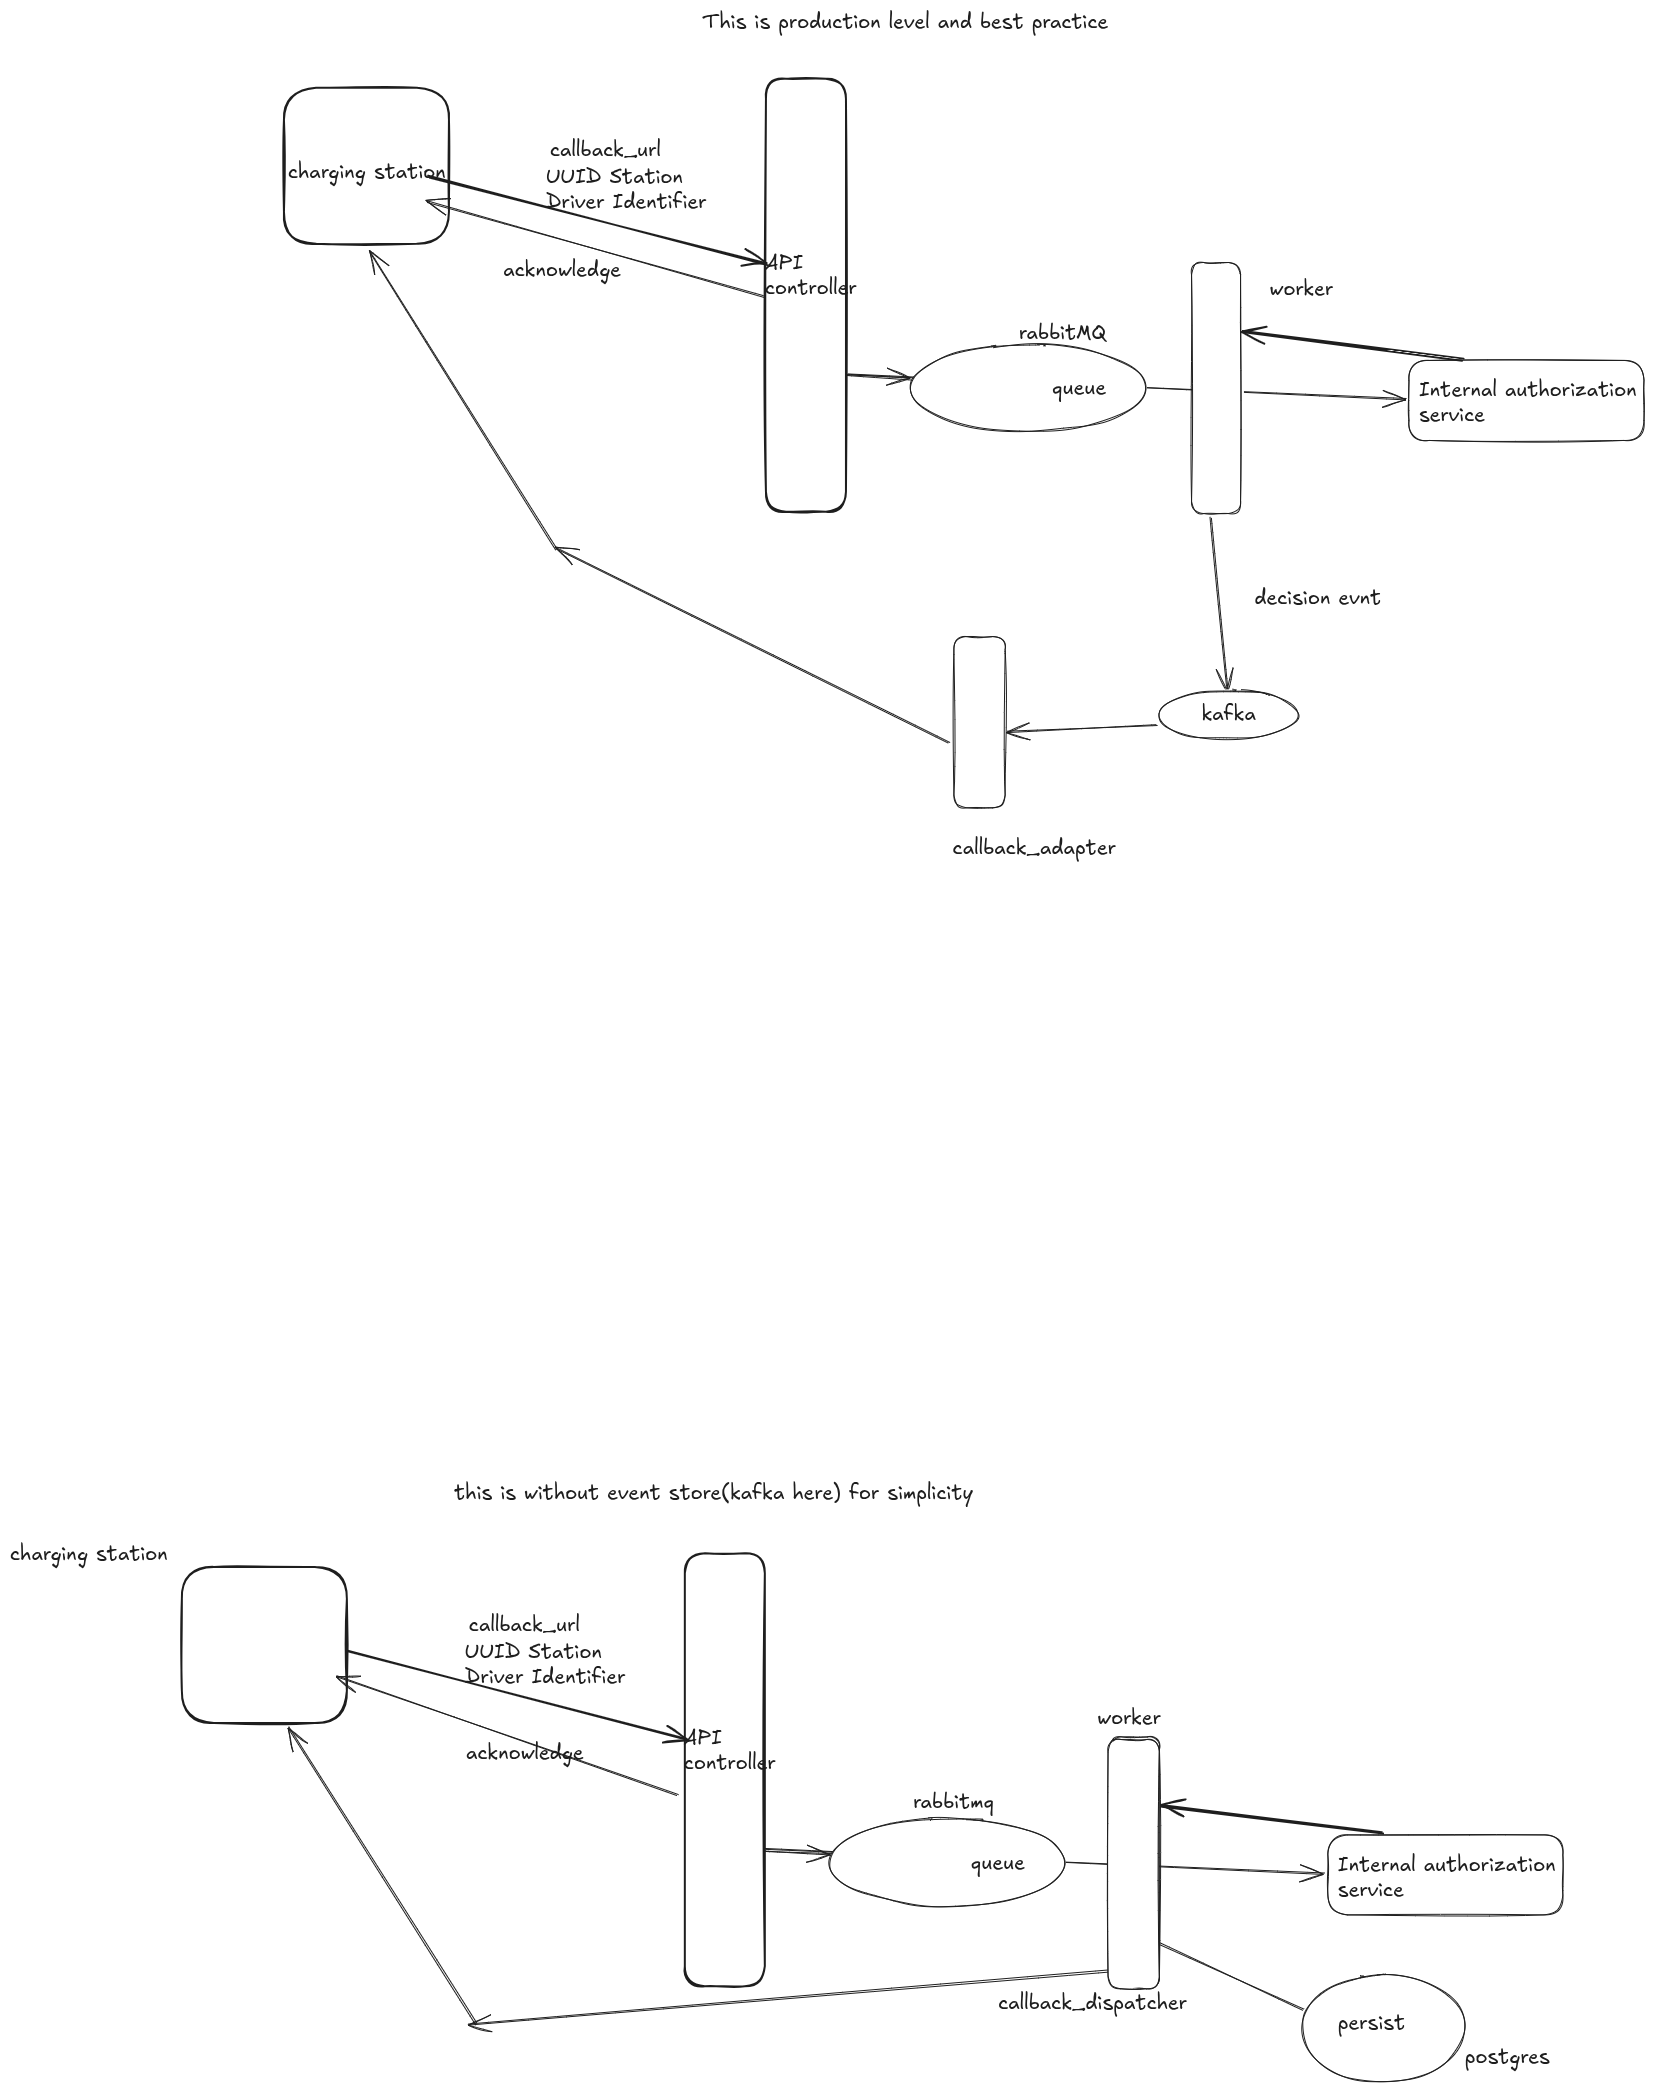 This is production level and best practice
charging station
callback_url
UUID Station
Driver Identifier
acknowledge
API
controller
rabbitMQ
queue
worker
Internal authorization
service
decision evnt
kafka
callback_adapter
this is without event store(kafka here) for simplicity
charging station
callback_url
UUID Station
Driver Identifier
acknowledge
API
controller
rabbitmq
queue
worker
Internal authorization
service
callback_dispatcher
persist
postgres